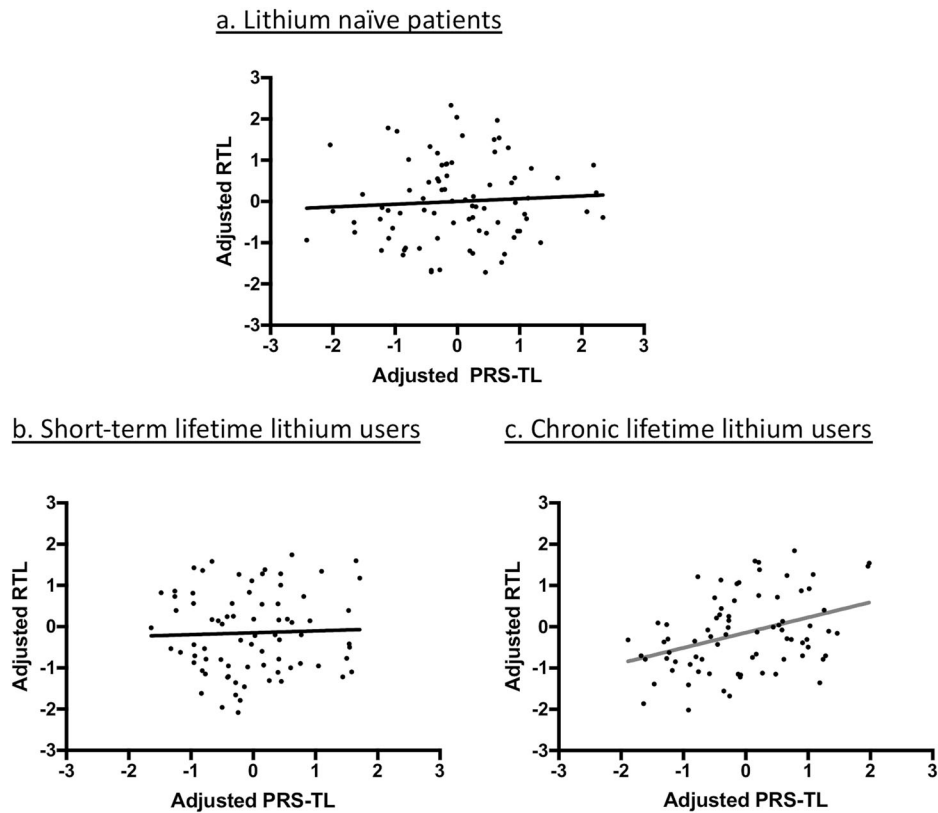 a. Lithium naïve patients
3
2
1
0
-1
-2
-3
Adjusted RTL
-3 -2 -1 0 1 2 3
Adjusted PRS-TL
b. Short-term lifetime lithium users
3
2
1
0
-1
-2
-3
Adjusted RTL
-3 -2 -1 0 1 2 3
Adjusted PRS-TL
c. Chronic lifetime lithium users
3
2
1
0
-1
-2
-3
Adjusted RTL
-3 -2 -1 0 1 2 3
Adjusted PRS-TL